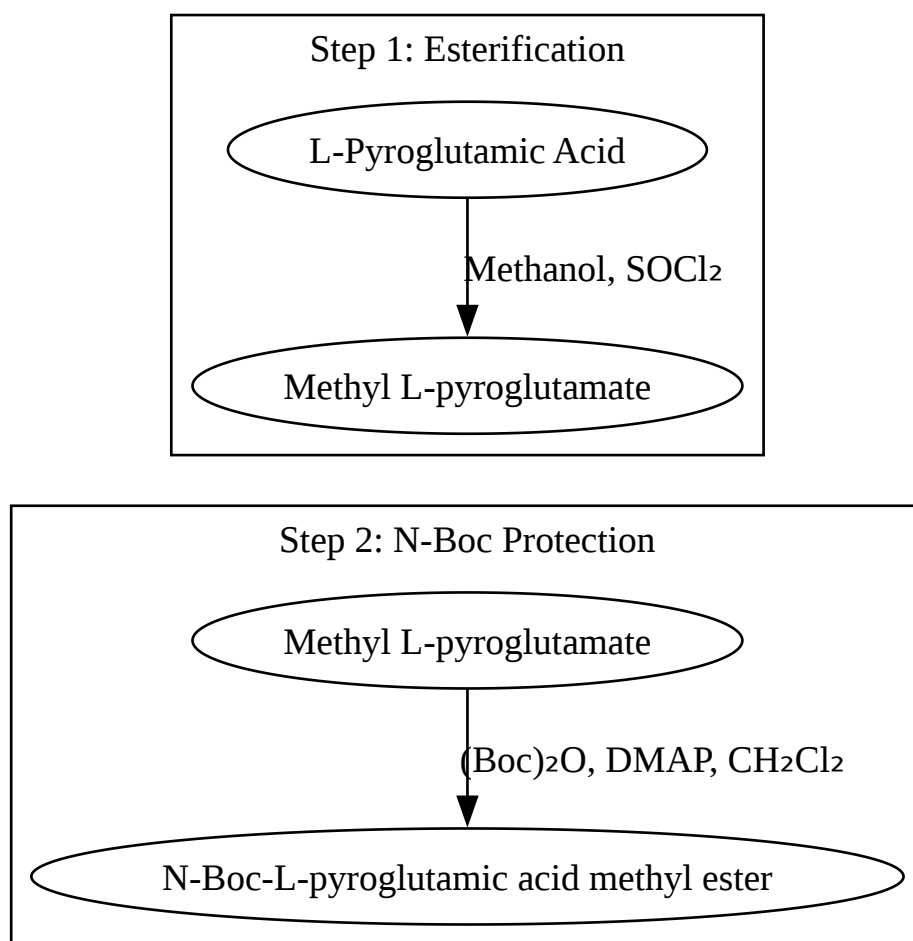 Step 1: Esterification
L-Pyroglutamic Acid
Methanol, SOCl₂
Methyl L-pyroglutamate
Step 2: N-Boc Protection
Methyl L-pyroglutamate
(Boc)₂O, DMAP, CH₂Cl₂
N-Boc-L-pyroglutamic acid methyl ester